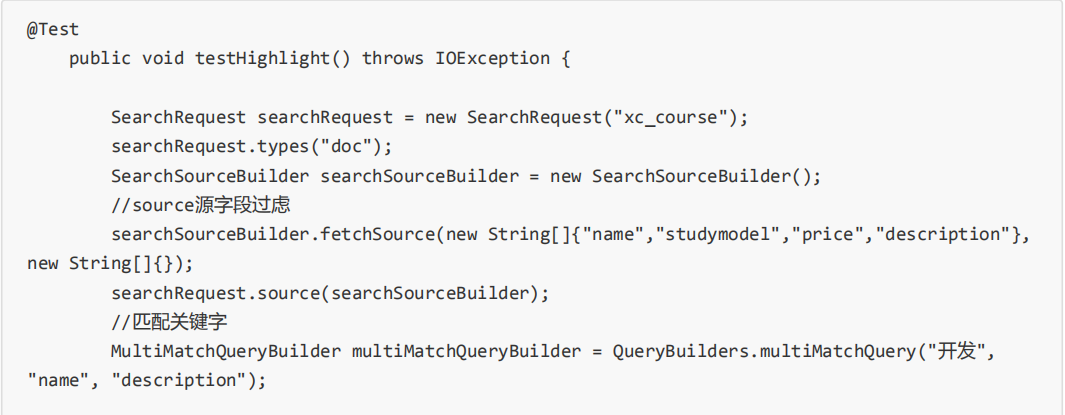 @Test
    public void testHighlight() throws IOException {

        SearchRequest searchRequest = new SearchRequest("xc_course");
        searchRequest.types("doc");
        SearchSourceBuilder searchSourceBuilder = new SearchSourceBuilder();
        //source源字段过虑
        searchSourceBuilder.fetchSource(new String[]{"name","studymodel","price","description"},
new String[]{});
        searchRequest.source(searchSourceBuilder);
        //匹配关键字
        MultiMatchQueryBuilder multiMatchQueryBuilder = QueryBuilders.multiMatchQuery("开发",
"name", "description");